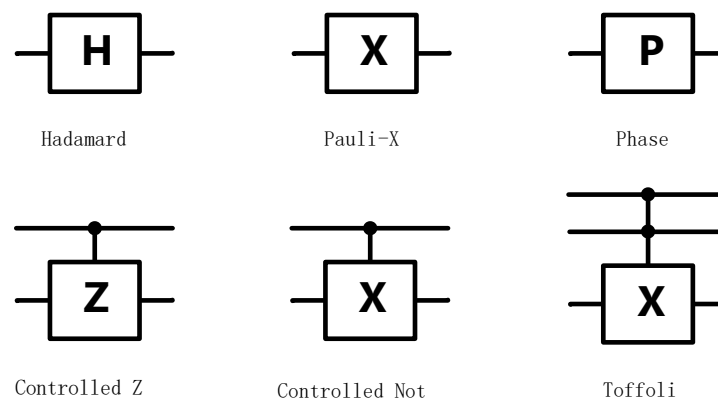 H
X
P
Hadamard
Pauli-X
Phase
Z
X
X
Controlled Z
Controlled Not
Toffoli